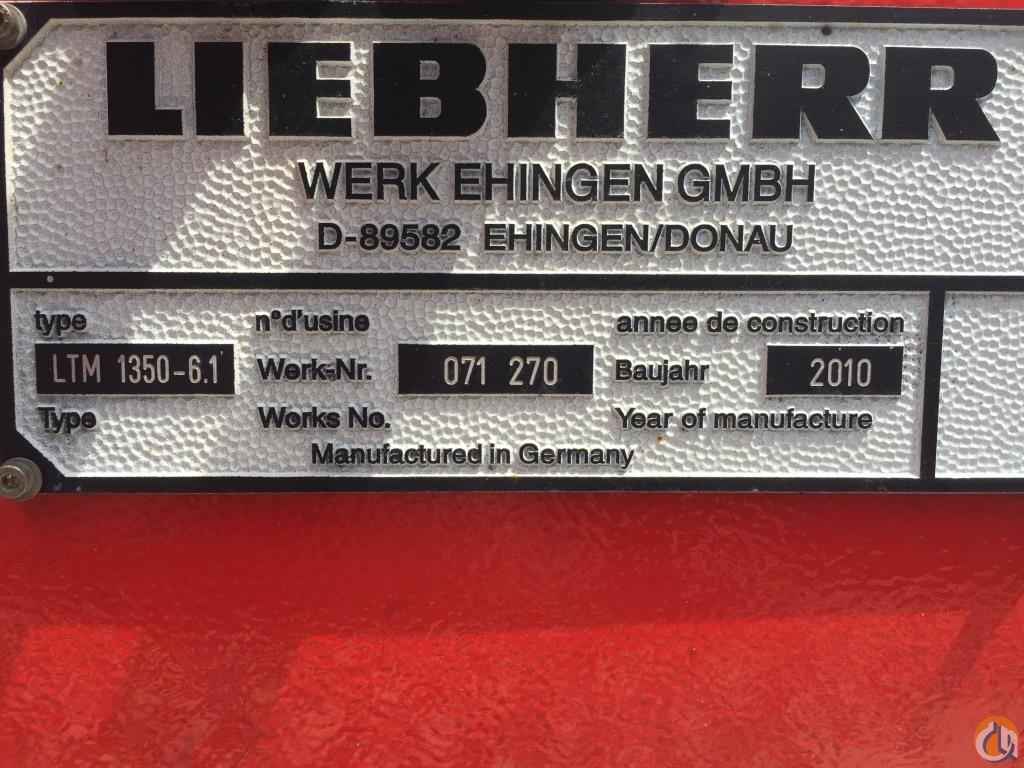 LIEBHERR
WERK EHINGEN GMBH
D-89582 EHINGEN/DONAU
type n°d'usine annee de construction
LTM 1350-6.1 Werk-Nr. 071 270 Baujahr 2010
Type Works No. Year of manufacture
Manufactured in Germany